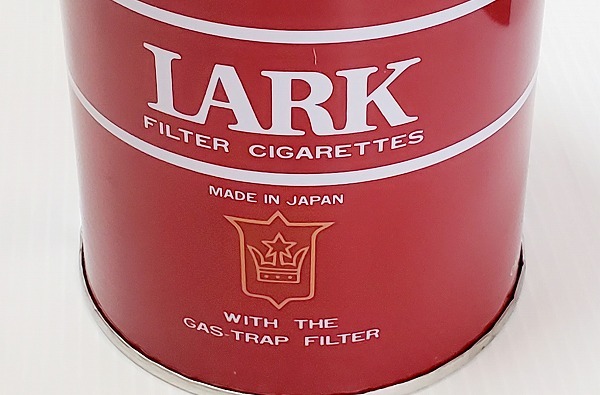 LARK
FILTER CIGARETTES
MADE IN JAPAN
WITH THE
GAS-TRAP FILTER